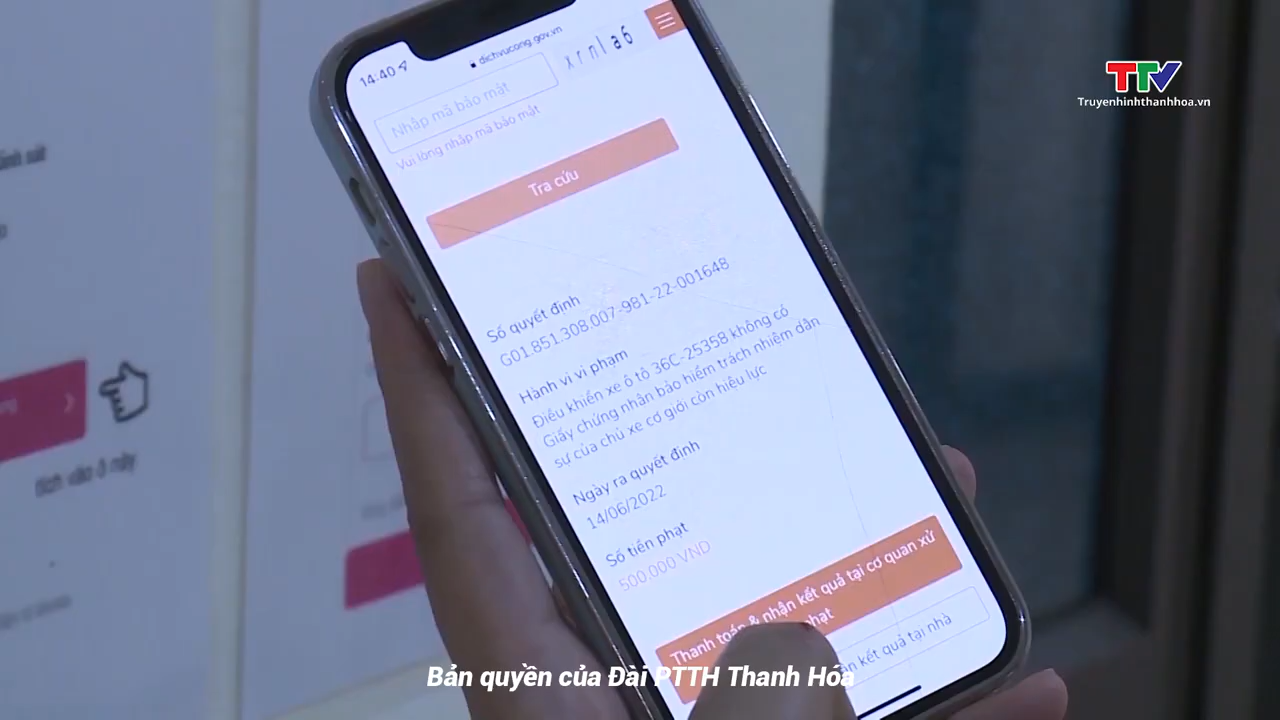 14:40
dichvucong.gov.vn
Nhập mã bảo mật
xrnla6
Vui lòng nhập mã bảo mật
Tra cứu
Số quyết định
G01.851.308.007-981-22-001648
Hành vi vi phạm
Điều khiển xe ô tô 36C-25358 không có
Giấy chứng nhận bảo hiểm trách nhiệm dân
sự của chủ xe cơ giới còn hiệu lực
Ngày ra quyết định
14/06/2022
Số tiền phạt
500.000 VND
Thanh toán & nhận kết quả tại cơ quan xử
phạt
kết quả tại nhà
tích vào ô này
TTV
Truyenhinhthanhhoa.vn
Bản quyền của Đài PTTH Thanh Hóa